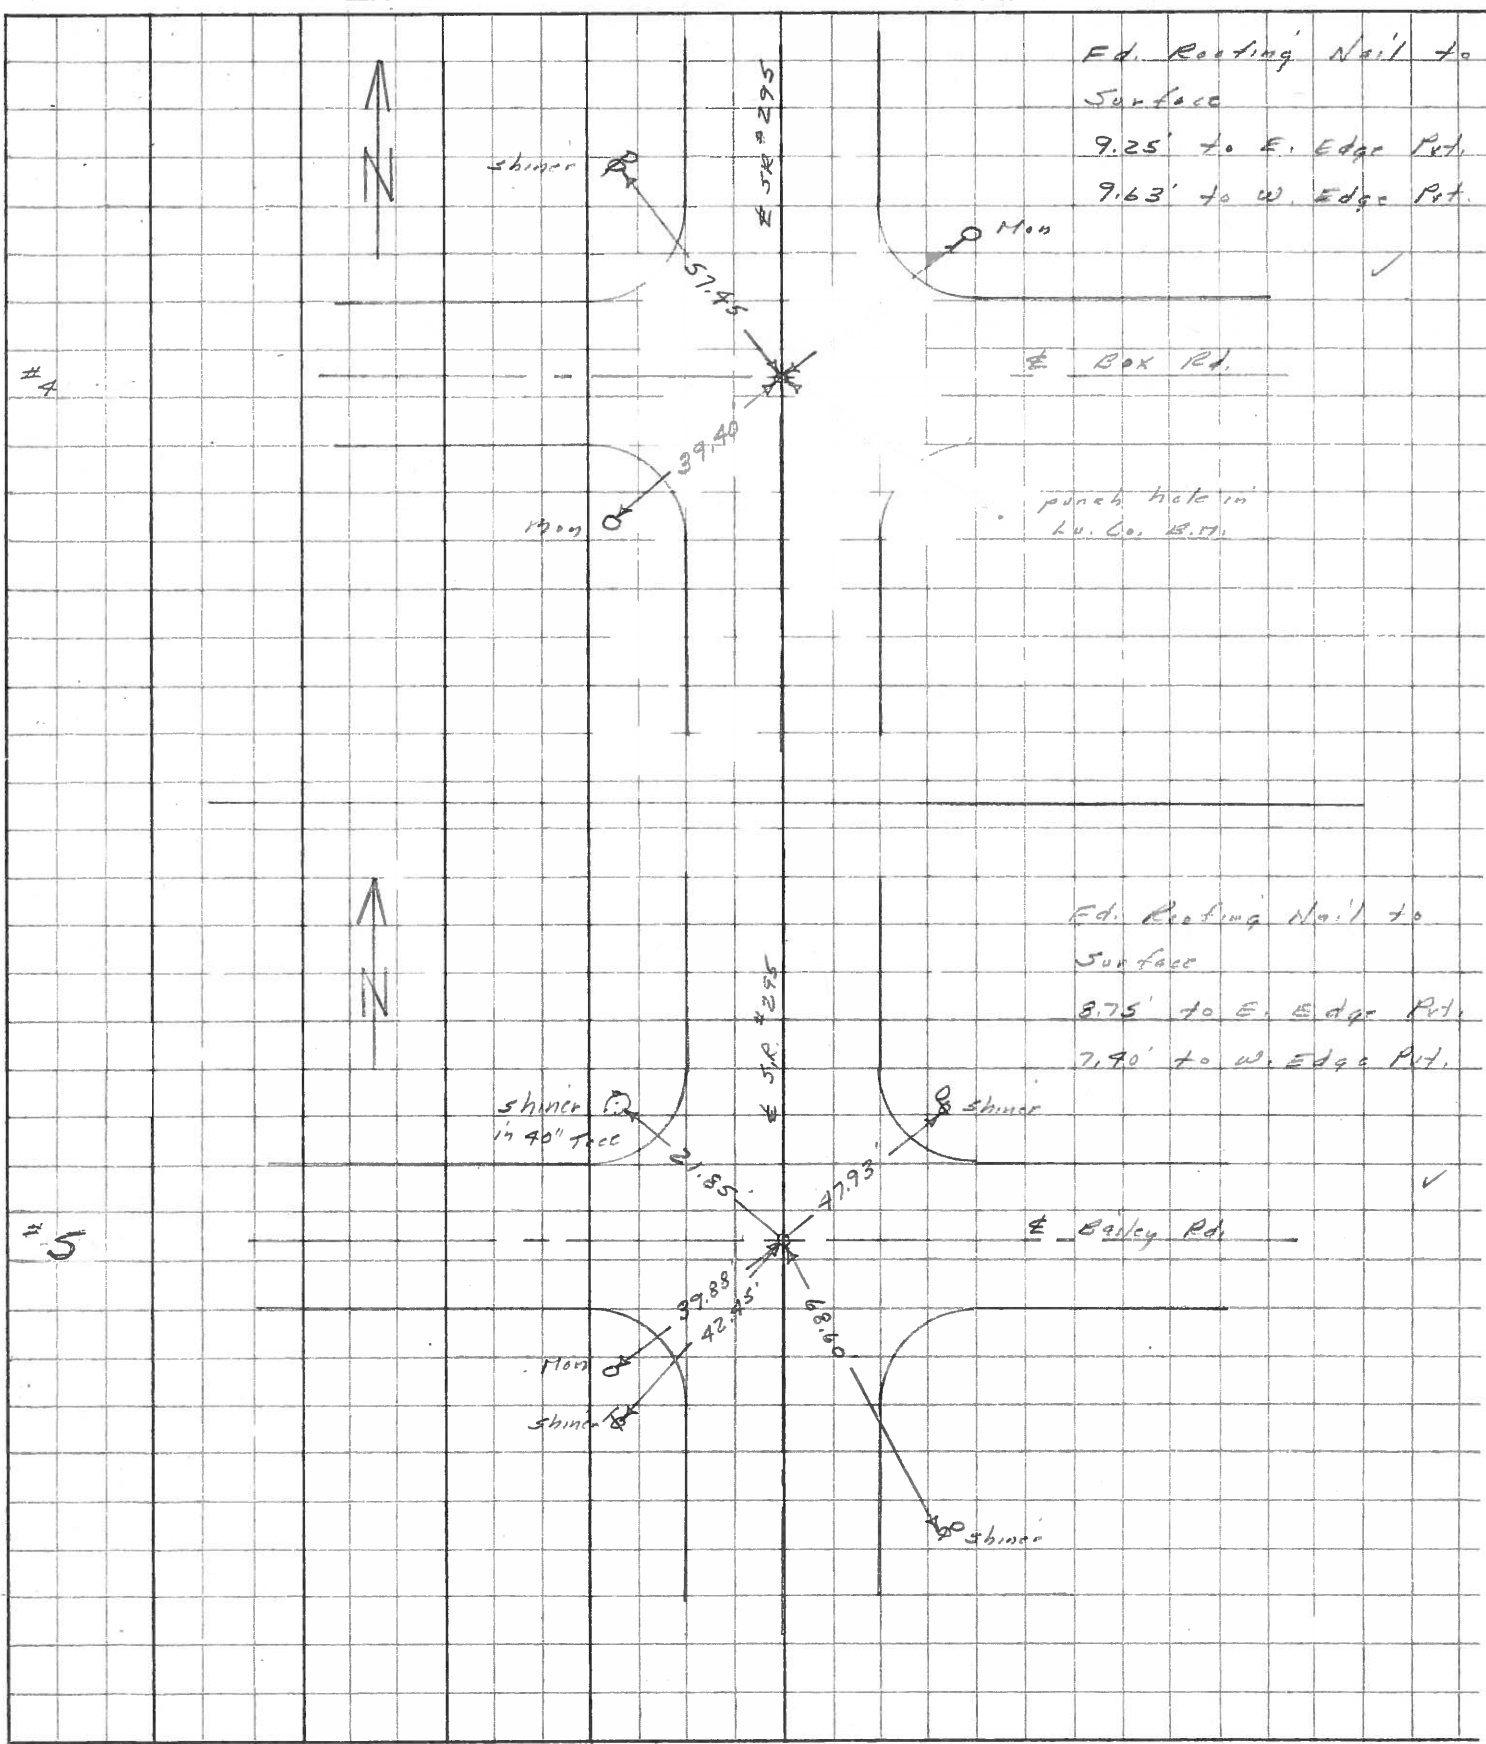 Fd. Roofing Nail to
Surface
9.25' to E. Edge Pvt.
9.63' to W. Edge Pvt.
N
shiner
℄ SR #295
Mon
57.45
#4
℄ Box Rd.
39.40
Mon
punch hole in
Lu. Co. B.M.
Fd. Roofing Nail to
Surface
8.75' to E. Edge Pvt.
7.40' to W. Edge Pvt.
N
℄ S.R. #295
shiner
in 40" Tree
shiner
21.85'
47.93'
#5
℄ Bailey Rd.
39.88'
42.45'
68.60'
Mon
shiner
shiner